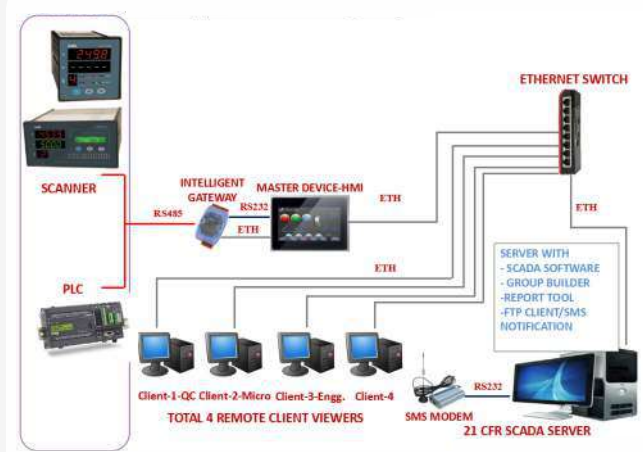 ETHERNET SWITCH
SCANNER
INTELLIGENT
GATEWAY
MASTER DEVICE-HMI
RS485
RS232
ETH
ETH
ETH
ETH
PLC
SERVER WITH
- SCADA SOFTWARE
- GROUP BUILDER
-REPORT TOOL
-FTP CLIENT/SMS
NOTIFICATION
Client-1-QC
Client-2-Micro
Client-3-Engg.
Client-4
TOTAL 4 REMOTE CLIENT VIEWERS
RS232
SMS MODEM
21 CFR SCADA SERVER